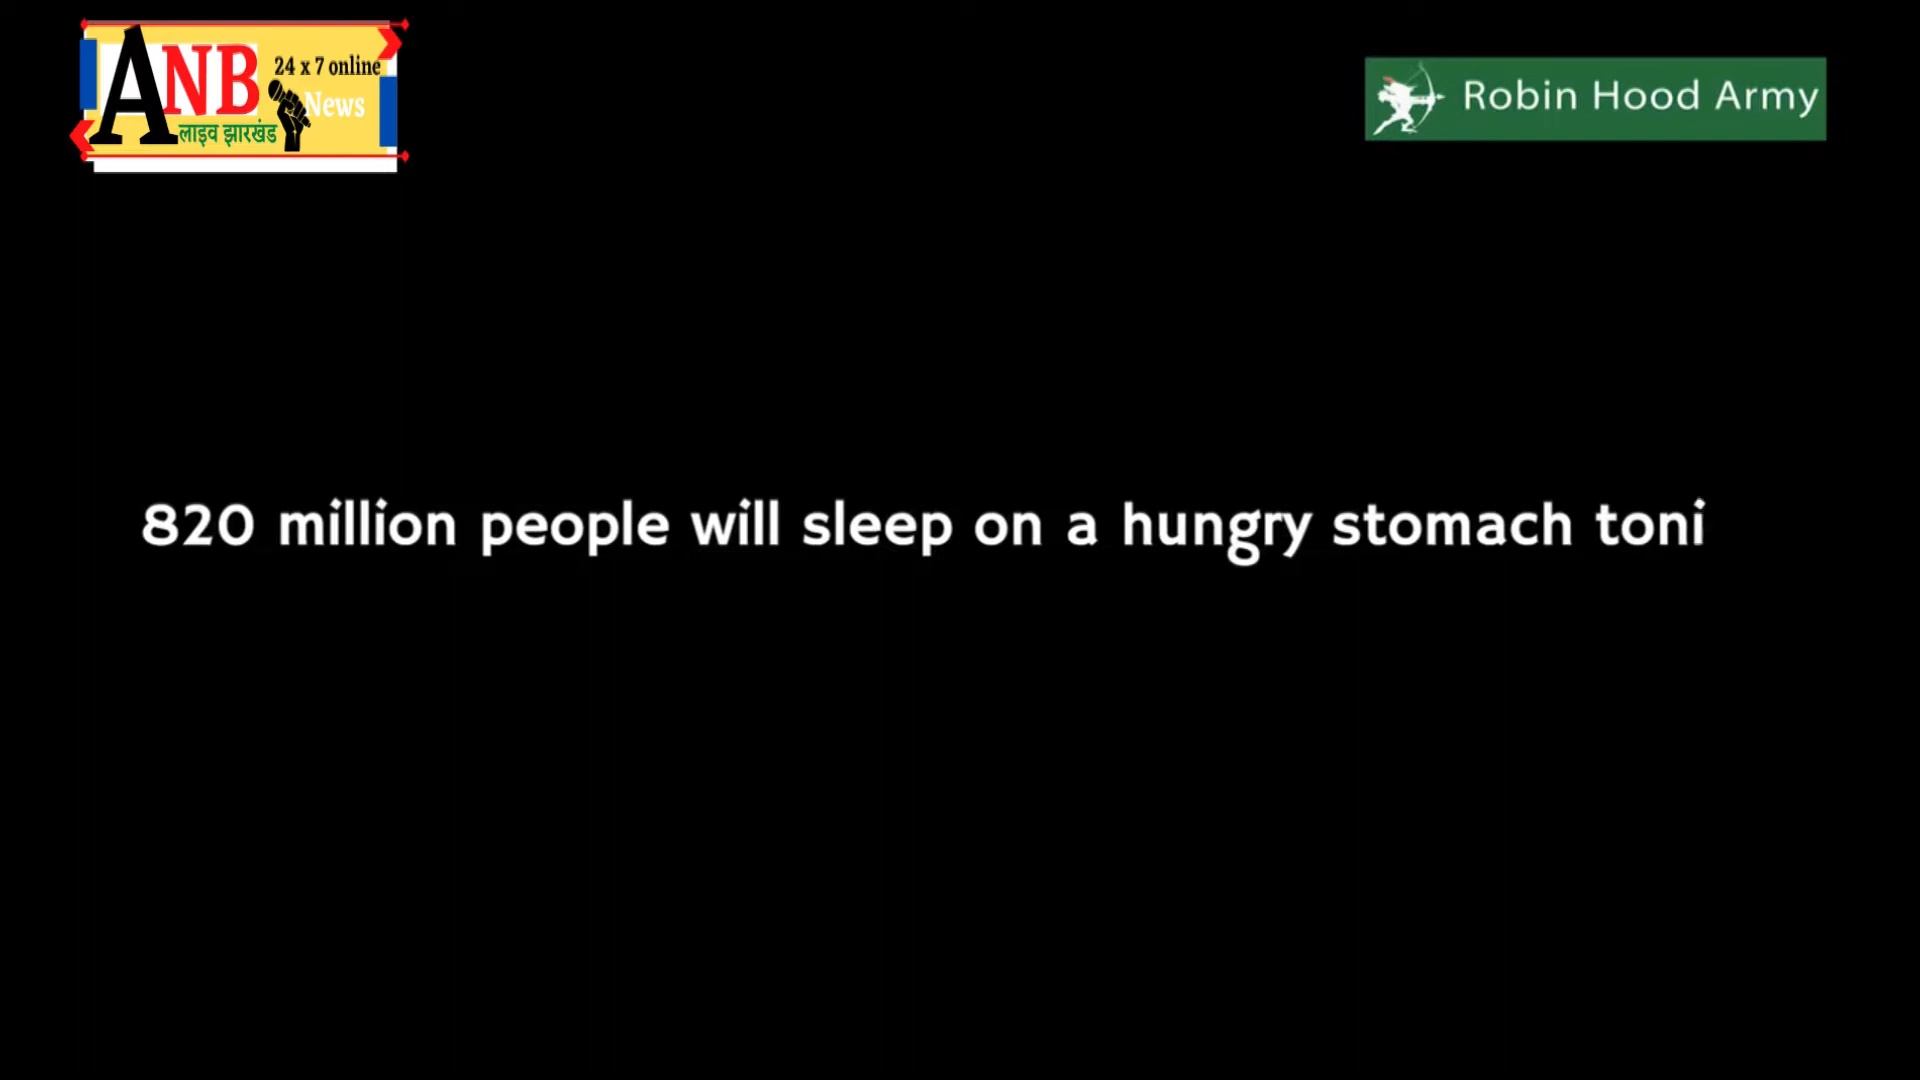 ANB
24 x 7 online
News
लाइव झारखंड
Robin Hood Army
820 million people will sleep on a hungry stomach toni